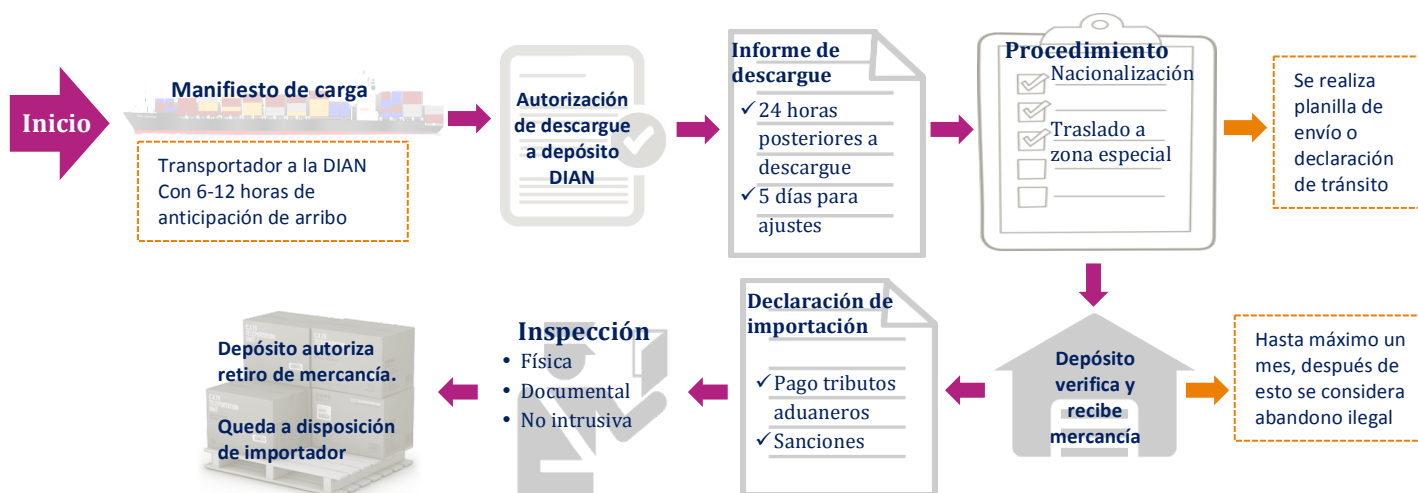 Inicio
Manifiesto de carga
Transportador a la DIAN
Con 6-12 horas de
anticipación de arribo
Autorización
de descargue
a depósito
DIAN
Informe de
descargue
✓ 24 horas
posteriores a
descargue
✓ 5 días para
ajustes
Procedimiento
Nacionalización
Traslado a
zona especial
Se realiza
planilla de
envío o
declaración
de tránsito
Depósito
verifica y
recibe
mercancía
Hasta máximo un
mes, después de
esto se considera
abandono ilegal
Declaración de
importación
✓ Pago tributos
aduaneros
✓ Sanciones
Inspección
• Física
• Documental
• No intrusiva
Depósito autoriza
retiro de mercancía.
Queda a disposición
de importador